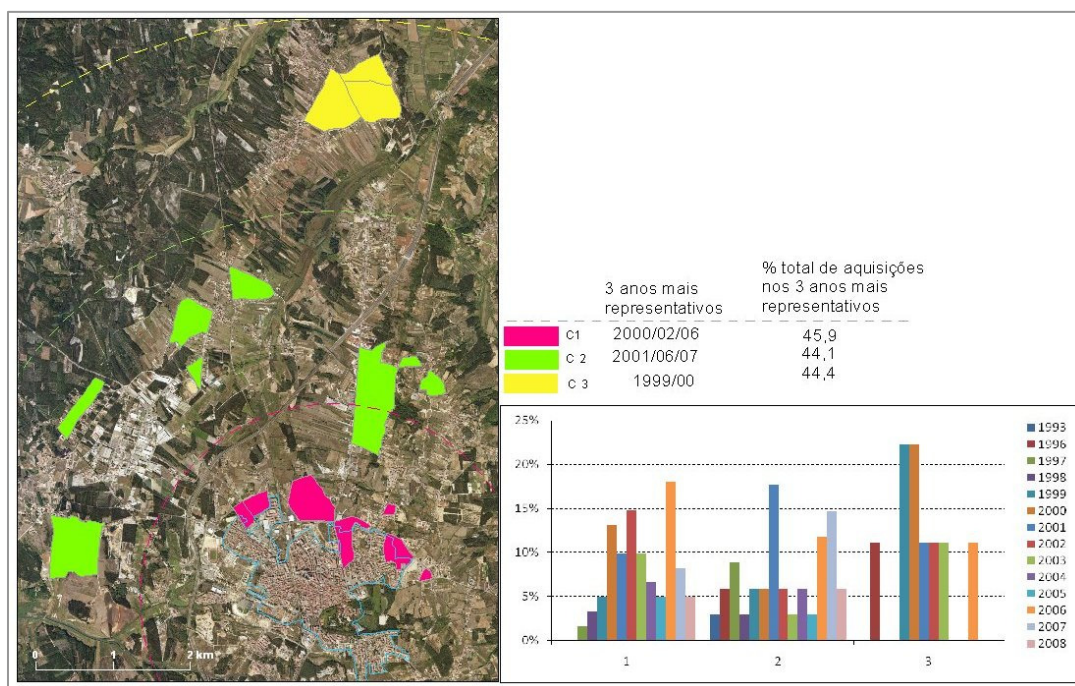 0 1 2 km
3 anos mais
representativos
% total de aquisições
nos 3 anos mais
representativos
C1 2000/02/06 45,9
C 2 2001/06/07 44,1
C 3 1999/00 44,4
25%
20%
15%
10%
5%
0%
1 2 3
1993
1996
1997
1998
1999
2000
2001
2002
2003
2004
2005
2006
2007
2008